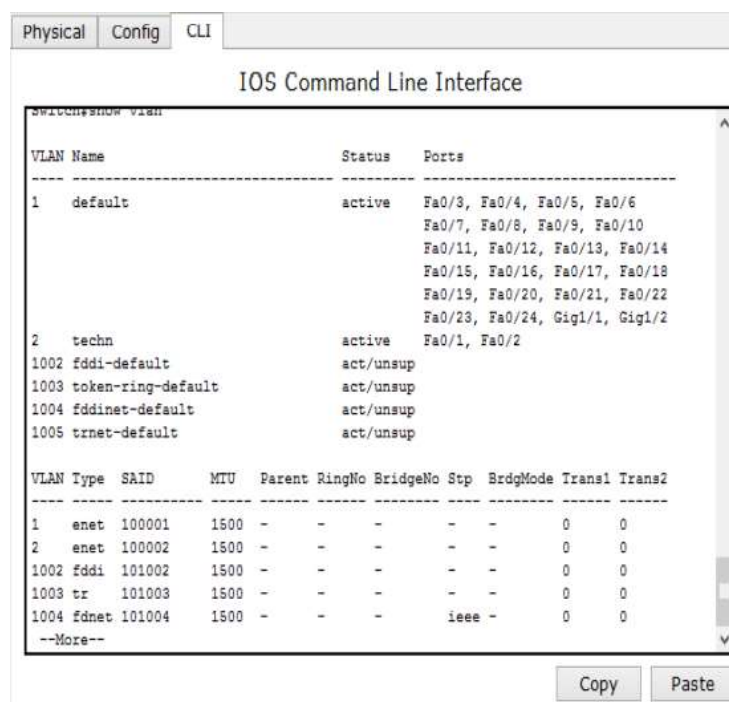 Physical Config CLI
IOS Command Line Interface
Switch#show vlan
VLAN Name Status Ports
---- -------------------------------- --------- -------------------------------
1 default active Fa0/3, Fa0/4, Fa0/5, Fa0/6
Fa0/7, Fa0/8, Fa0/9, Fa0/10
Fa0/11, Fa0/12, Fa0/13, Fa0/14
Fa0/15, Fa0/16, Fa0/17, Fa0/18
Fa0/19, Fa0/20, Fa0/21, Fa0/22
Fa0/23, Fa0/24, Gig1/1, Gig1/2
2 techn active Fa0/1, Fa0/2
1002 fddi-default act/unsup
1003 token-ring-default act/unsup
1004 fddinet-default act/unsup
1005 trnet-default act/unsup
VLAN Type SAID MTU Parent RingNo BridgeNo Stp BrdgMode Trans1 Trans2
---- ----- ---------- ----- ------ ------ -------- ---- -------- ------ ------
1 enet 100001 1500 - - - - - 0 0
2 enet 100002 1500 - - - - - 0 0
1002 fddi 101002 1500 - - - - - 0 0
1003 tr 101003 1500 - - - - - 0 0
1004 fdnet 101004 1500 - - - ieee - 0 0
--More--
Copy Paste